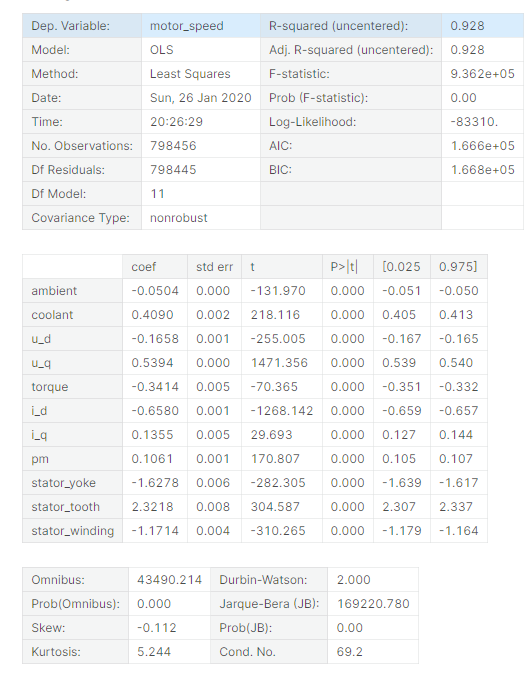 Dep. Variable: motor_speed R-squared (uncentered): 0.928
Model: OLS Adj. R-squared (uncentered): 0.928
Method: Least Squares F-statistic: 9.362e+05
Date: Sun, 26 Jan 2020 Prob (F-statistic): 0.00
Time: 20:26:29 Log-Likelihood: -83310.
No. Observations: 798456 AIC: 1.666e+05
Df Residuals: 798445 BIC: 1.668e+05
Df Model: 11
Covariance Type: nonrobust
coef std err t P>|t| [0.025 0.975]
ambient -0.0504 0.000 -131.970 0.000 -0.051 -0.050
coolant 0.4090 0.002 218.116 0.000 0.405 0.413
u_d -0.1658 0.001 -255.005 0.000 -0.167 -0.165
u_q 0.5394 0.000 1471.356 0.000 0.539 0.540
torque -0.3414 0.005 -70.365 0.000 -0.351 -0.332
i_d -0.6580 0.001 -1268.142 0.000 -0.659 -0.657
i_q 0.1355 0.005 29.693 0.000 0.127 0.144
pm 0.1061 0.001 170.807 0.000 0.105 0.107
stator_yoke -1.6278 0.006 -282.305 0.000 -1.639 -1.617
stator_tooth 2.3218 0.008 304.587 0.000 2.307 2.337
stator_winding -1.1714 0.004 -310.265 0.000 -1.179 -1.164
Omnibus: 43490.214 Durbin-Watson: 2.000
Prob(Omnibus): 0.000 Jarque-Bera (JB): 169220.780
Skew: -0.112 Prob(JB): 0.00
Kurtosis: 5.244 Cond. No. 69.2